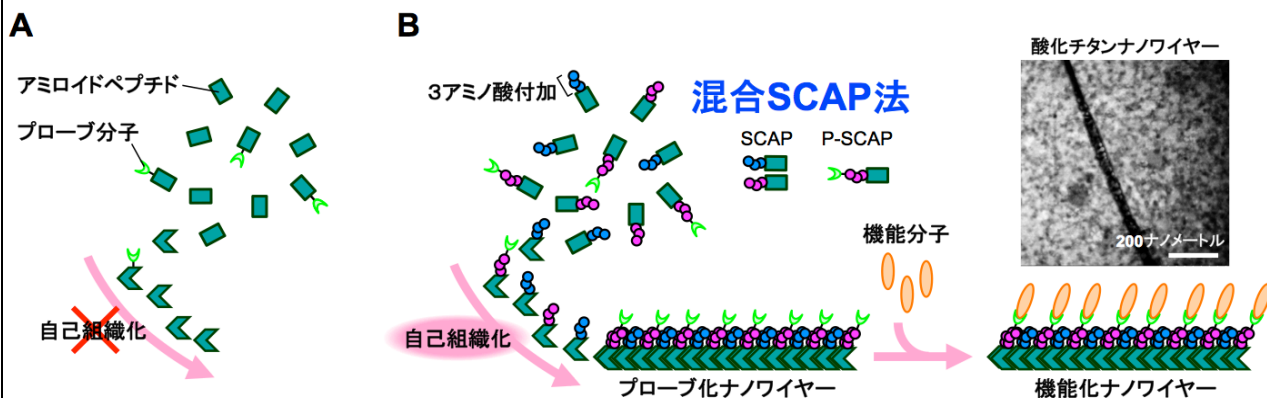 A
アミロイドペプチド
プローブ分子
自己組織化
B
3アミノ酸付加
混合SCAP法
SCAP
P-SCAP
自己組織化
プローブ化ナノワイヤー
機能分子
酸化チタンナノワイヤー
200ナノメートル
機能化ナノワイヤー